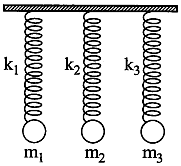 k₁ k₂ k₃
m₁ m₂ m₃